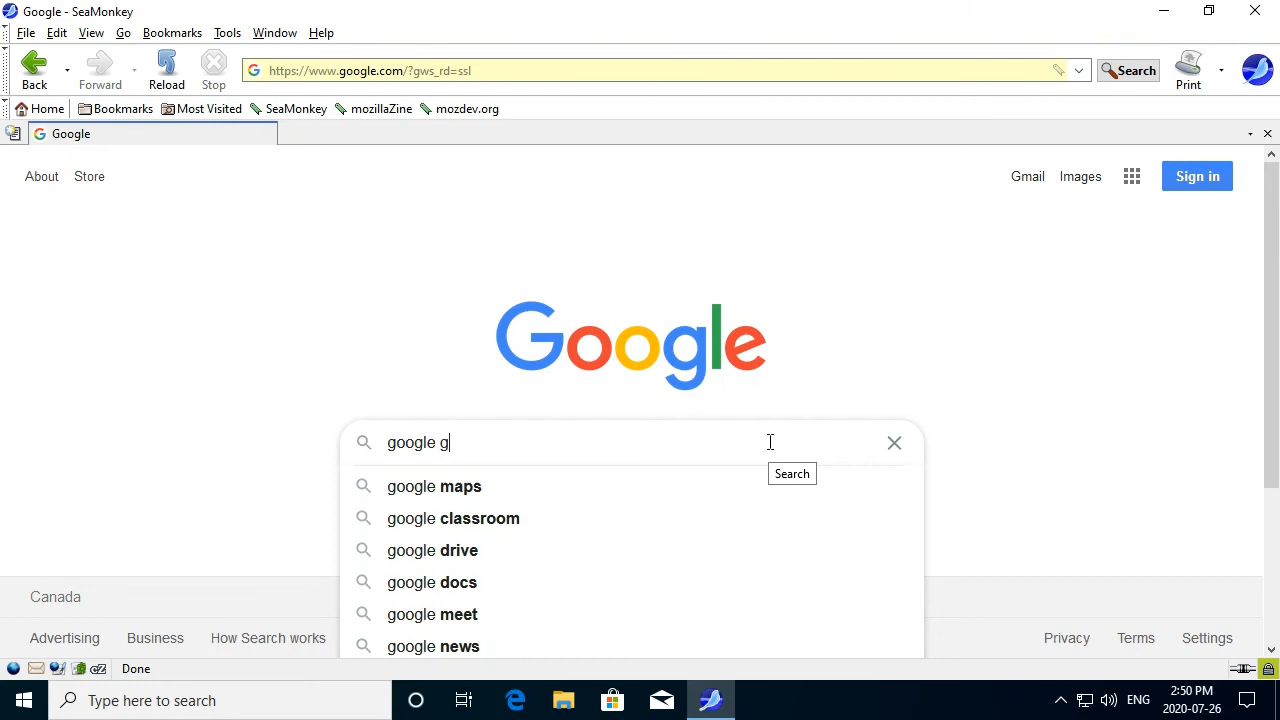 Google - SeaMonkey
File Edit View Go Bookmarks Tools Window Help
Back Forward Reload Stop
https://www.google.com/?gws_rd=ssl
Search Print
Home Bookmarks Most Visited SeaMonkey mozillaZine mozdev.org
Google
About Store Gmail Images Sign in
Google
google g
Search
google maps
google classroom
google drive
google docs
google meet
google news
Canada
Advertising Business How Search works Privacy Terms Settings
Done
Type here to search
ENG
2:50 PM
2020-07-26